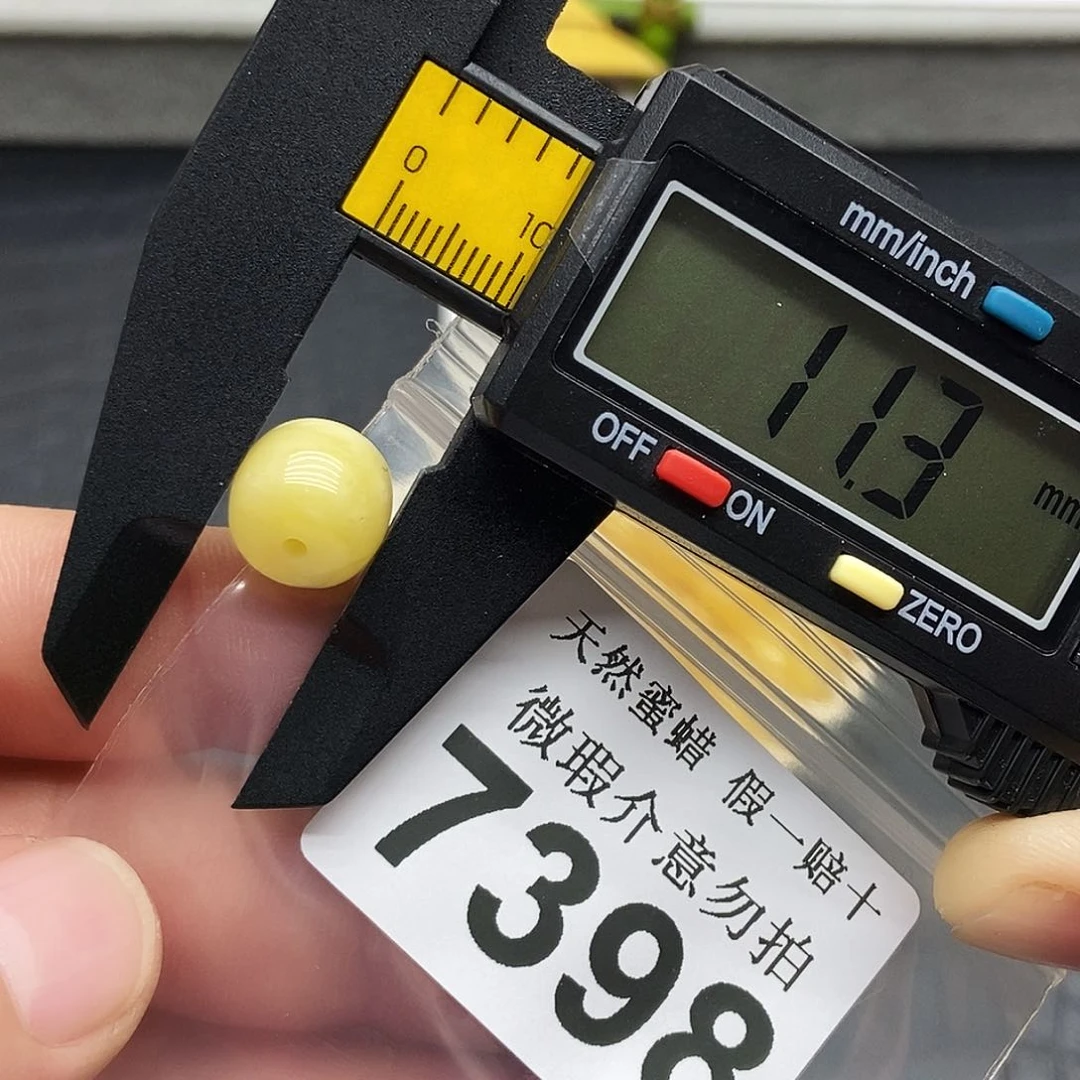 0
10
mm/inch
11.3
mm
OFF
ON
ZERO
天然蜜蜡 假一赔十
微瑕介意勿拍
7398